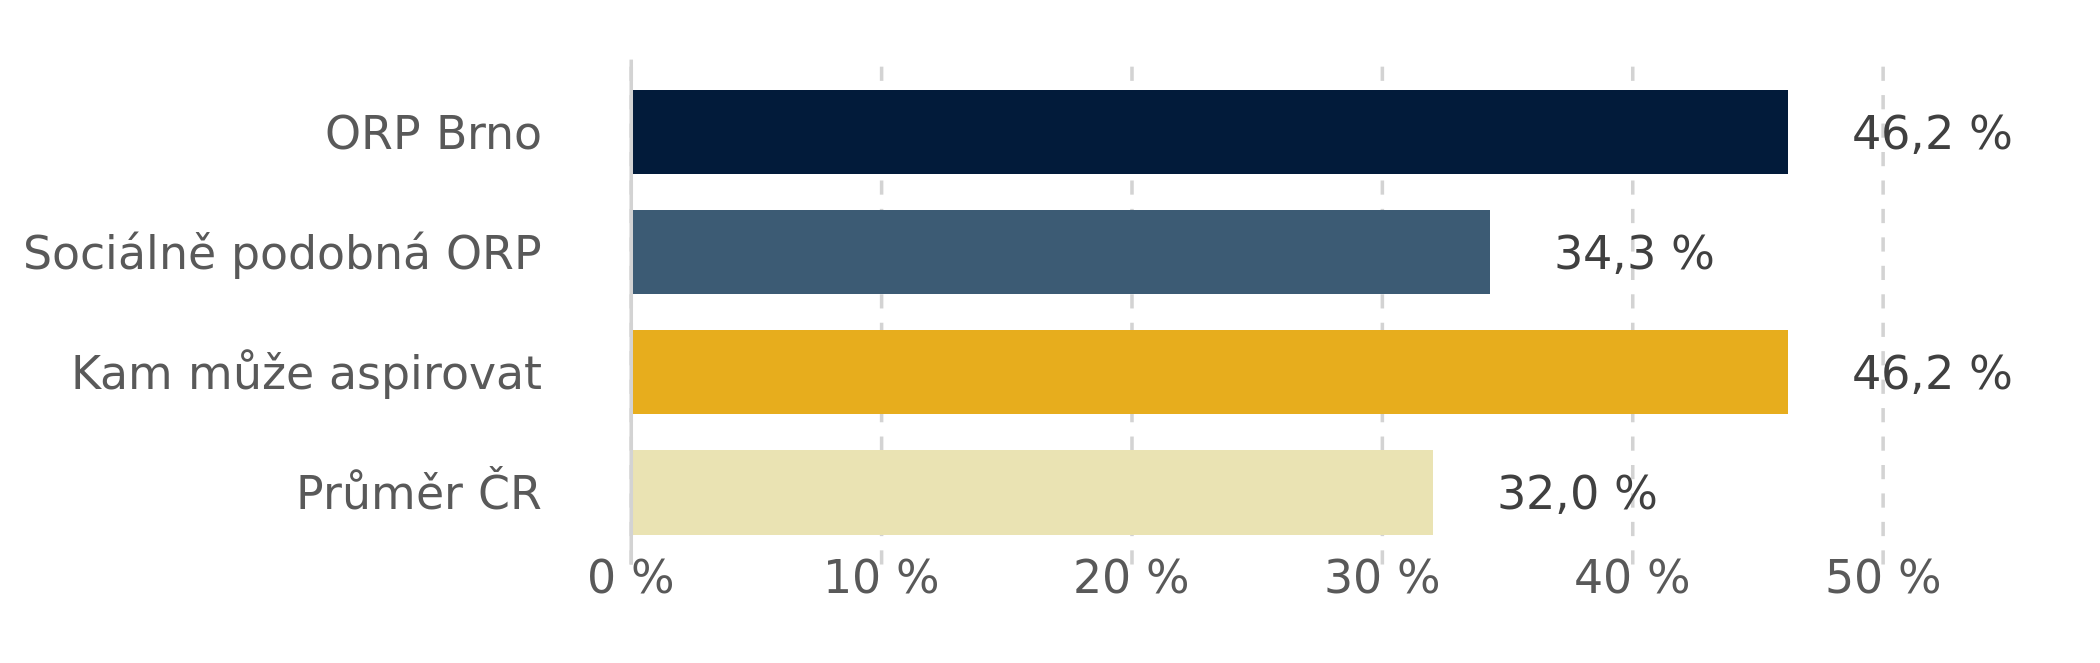 ORP Brno 46,2 %
Sociálně podobná ORP 34,3 %
Kam může aspirovat 46,2 %
Průměr ČR 32,0 %
0 % 10 % 20 % 30 % 40 % 50 %